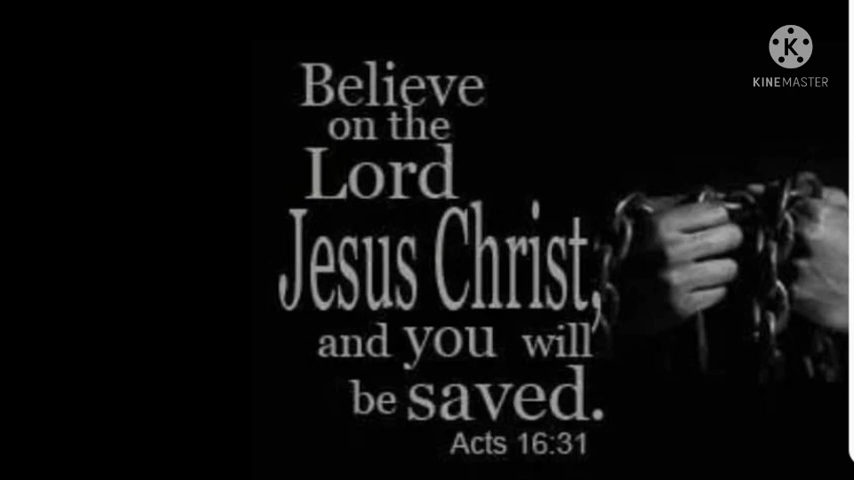 KINEMASTER
Believe
on the
Lord
Jesus Christ,
and you will
be saved.
Acts 16:31